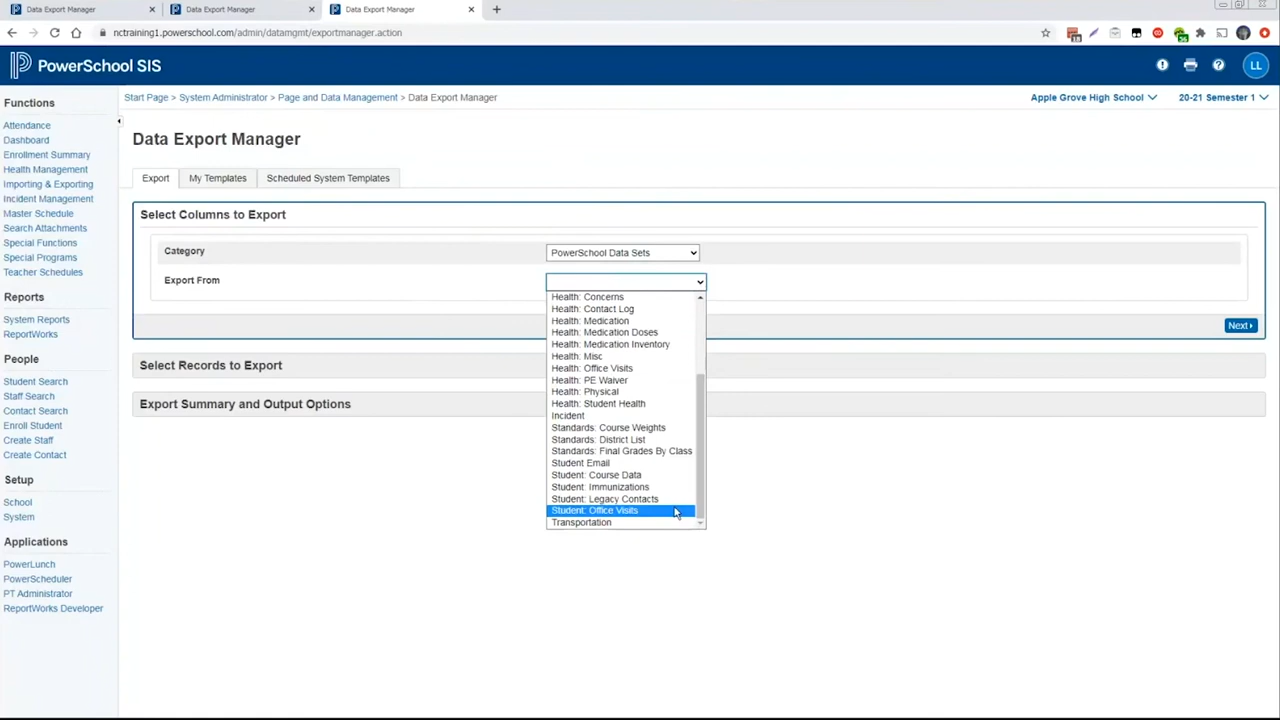 Data Export Manager
Data Export Manager
Data Export Manager
nctraining1.powerschool.com/admin/datamgmt/exportmanager.action
PowerSchool SIS
LL
Functions
Attendance
Dashboard
Enrollment Summary
Health Management
Importing & Exporting
Incident Management
Master Schedule
Search Attachments
Special Functions
Special Programs
Teacher Schedules
Reports
System Reports
ReportWorks
People
Student Search
Staff Search
Contact Search
Enroll Student
Create Staff
Create Contact
Setup
School
System
Applications
PowerLunch
PowerScheduler
PT Administrator
ReportWorks Developer
Start Page > System Administrator > Page and Data Management > Data Export Manager
Apple Grove High School
20-21 Semester 1
Data Export Manager
Export
My Templates
Scheduled System Templates
Select Columns to Export
Category
PowerSchool Data Sets
Export From
Health: Concerns
Health: Contact Log
Health: Medication
Health: Medication Doses
Health: Medication Inventory
Health: Misc
Health: Office Visits
Health: PE Waiver
Health: Physical
Health: Student Health
Incident
Standards: Course Weights
Standards: District List
Standards: Final Grades By Class
Student Email
Student: Course Data
Student: Immunizations
Student: Legacy Contacts
Student: Office Visits
Transportation
Next
Select Records to Export
Export Summary and Output Options